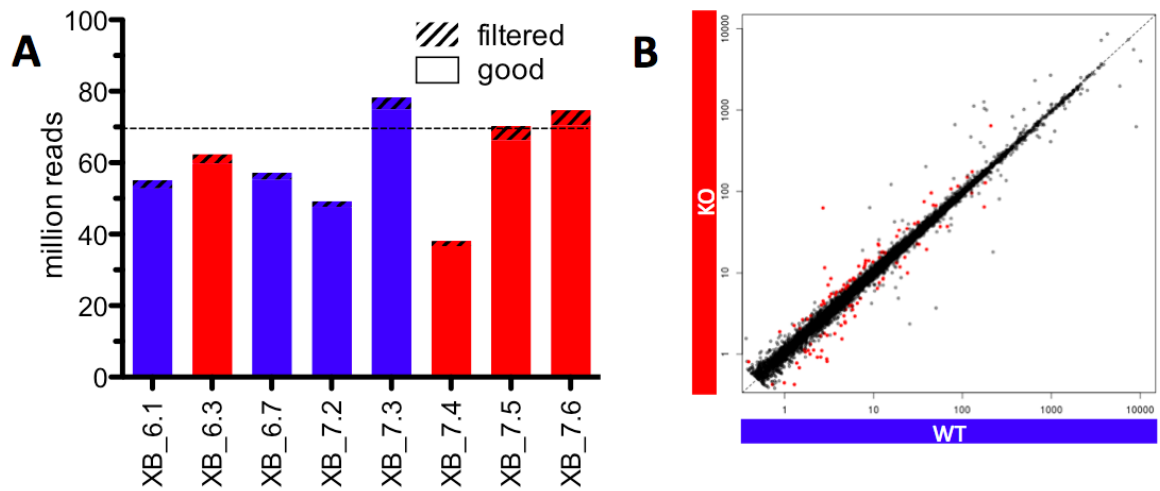 A
million reads
100
80
60
40
20
0
filtered
good
XB_6.1
XB_6.3
XB_6.7
XB_7.2
XB_7.3
XB_7.4
XB_7.5
XB_7.6
B
KO
10000
1000
100
10
1
1
10
100
1000
10000
WT